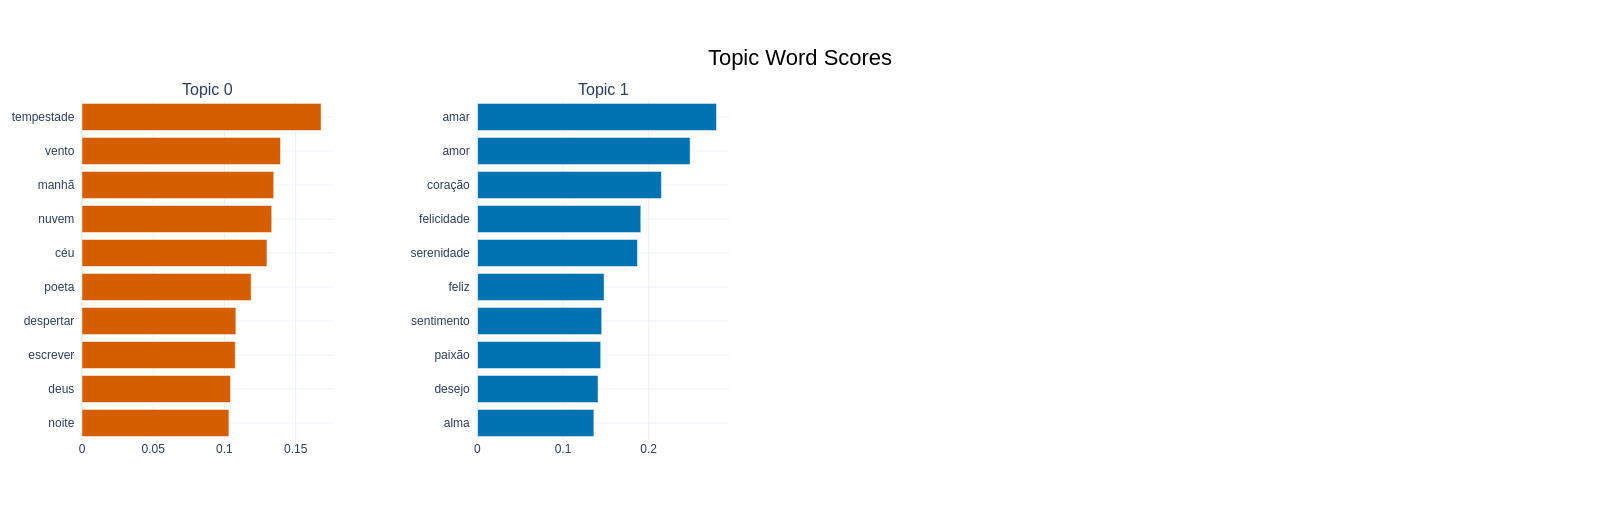 Topic Word Scores
Topic 0
tempestade
vento
manhã
nuvem
céu
poeta
despertar
escrever
deus
noite
0 0.05 0.1 0.15
Topic 1
amar
amor
coração
felicidade
serenidade
feliz
sentimento
paixão
desejo
alma
0 0.1 0.2